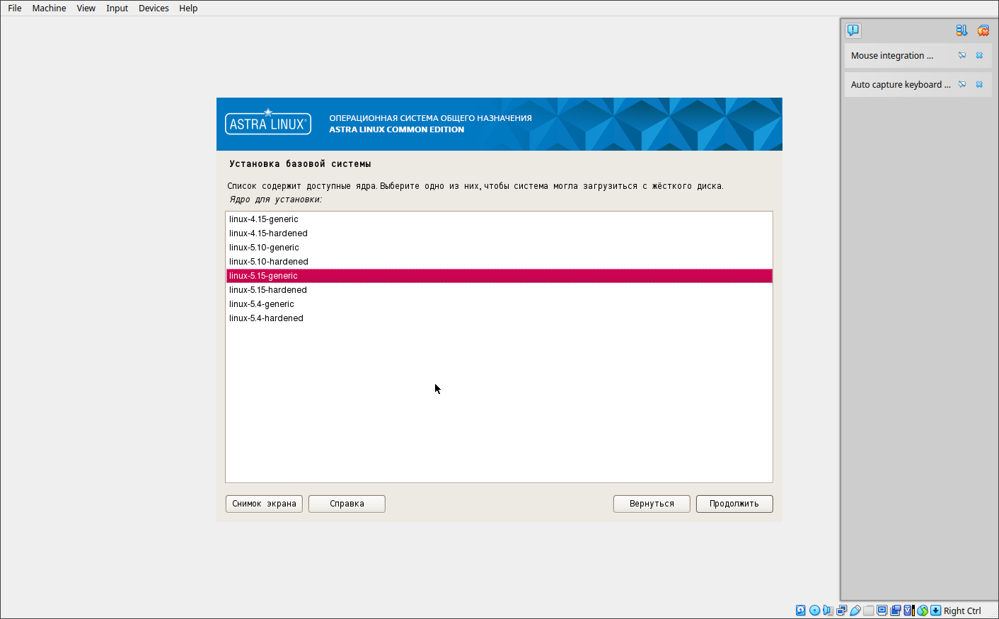 File Machine View Input Devices Help
Mouse integration ...
Auto capture keyboard ...
ASTRA LINUX®
ОПЕРАЦИОННАЯ СИСТЕМА ОБЩЕГО НАЗНАЧЕНИЯ
ASTRA LINUX COMMON EDITION
Установка базовой системы
Список содержит доступные ядра. Выберите одно из них, чтобы система могла загрузиться с жёсткого диска.
Ядро для установки:
linux-4.15-generic
linux-4.15-hardened
linux-5.10-generic
linux-5.10-hardened
linux-5.15-generic
linux-5.15-hardened
linux-5.4-generic
linux-5.4-hardened
Снимок экрана Справка Вернуться Продолжить
Right Ctrl